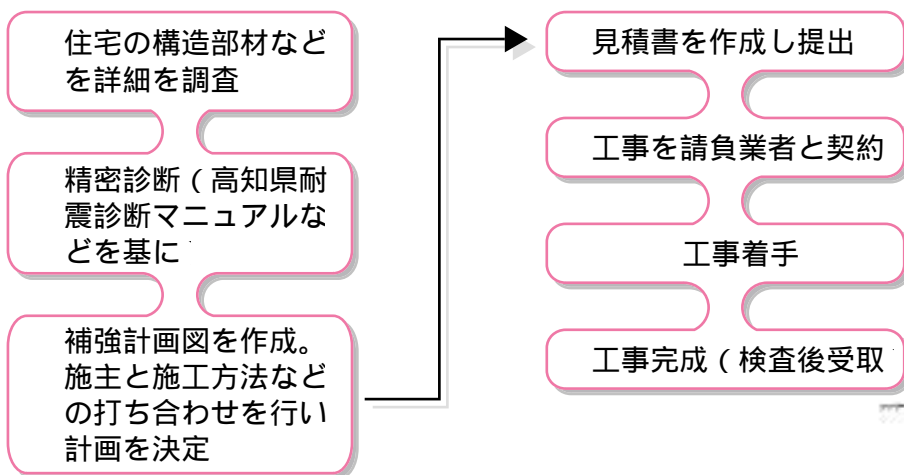 住宅の構造部材など
を詳細を調査
精密診断（高知県耐
震診断マニュアルな
どを基に
補強計画図を作成。
施主と施工方法など
の打ち合わせを行い
計画を決定
見積書を作成し提出
工事を請負業者と契約
工事着手
工事完成（検査後受取